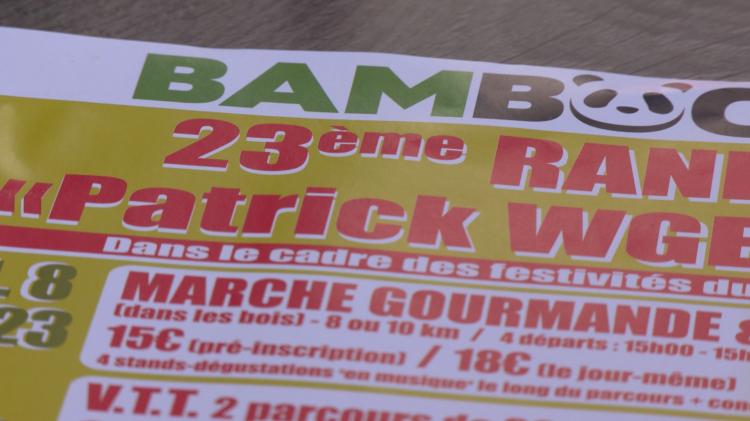 BAMBOO
23ème RAN
«Patrick WGE
Dans le cadre des festivités du
8
23
MARCHE GOURMANDE &
(dans les bois) - 8 ou 10 km / 4 départs : 15h00 - 15h
15€ (pré-inscription) / 18€ (le jour-même)
4 stands-dégustations "en musique" le long du parcours +
V.T.T. 2 parcours de